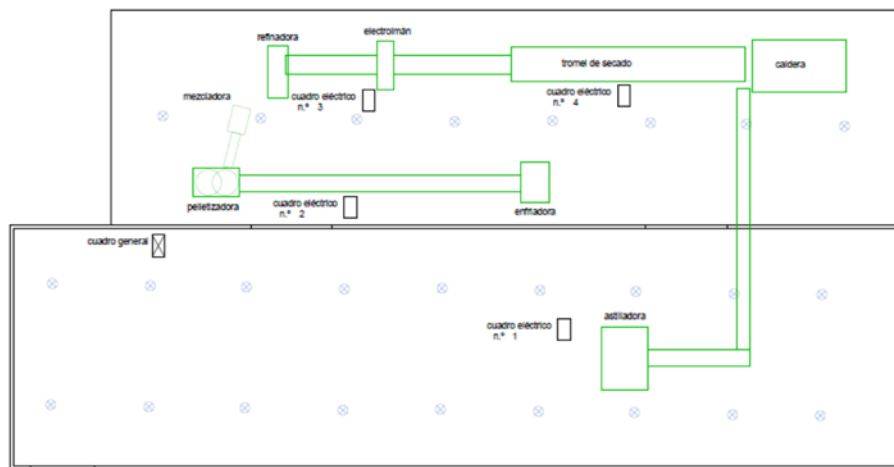 electroimán
refinadora
tromel de secado
caldera
mezcladora
cuadro eléctrico
n.º 3
cuadro eléctrico
n.º 4
pelletizadora
cuadro eléctrico
n.º 2
enfriadora
cuadro general
astilladora
cuadro eléctrico
n.º 1